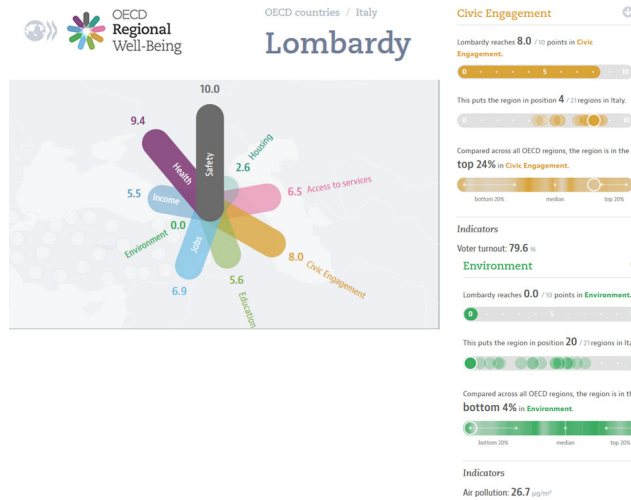 OECD
Regional
Well-Being
OECD countries / Italy
Lombardy
10.0
9.4
Safety
Health
2.6
Housing
5.5
Income
6.5 Access to services
Environment
0.0
Jobs
8.0
Civic Engagement
6.9
5.6
Education
Civic Engagement
Lombardy reaches 8.0 /10 points in Civic
Engagement.
0 5 10
This puts the region in position 4 /21 regions in Italy.
0 10
Compared across all OECD regions, the region is in the
top 24% in Civic Engagement.
bottom 20% median top 20%
Indicators
Voter turnout: 79.6 %
Environment
Lombardy reaches 0.0 /10 points in Environment.
0 5
This puts the region in position 20 /21 regions in Ita
Compared across all OECD regions, the region is in th
bottom 4% in Environment.
bottom 20% median top 20%
Indicators
Air pollution: 26.7 µg/m³